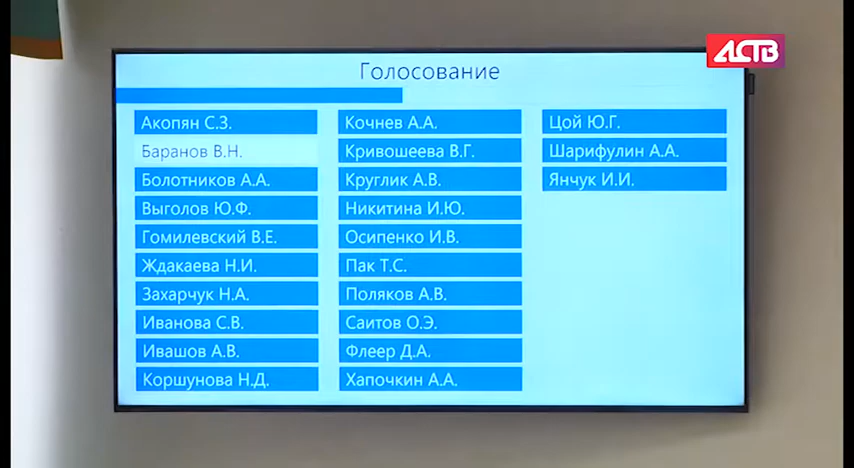 АСТВ
Голосование
Акопян С.З.
Баранов В.Н.
Болотников А.А.
Выголов Ю.Ф.
Гомилевский В.Е.
Ждакаева Н.И.
Захарчук Н.А.
Иванова С.В.
Ивашов А.В.
Коршунова Н.Д.
Кочнев А.А.
Кривошеева В.Г.
Круглик А.В.
Никитина И.Ю.
Осипенко И.В.
Пак Т.С.
Поляков А.В.
Саитов О.Э.
Флеер Д.А.
Хапочкин А.А.
Цой Ю.Г.
Шарифулин А.А.
Янчук И.И.